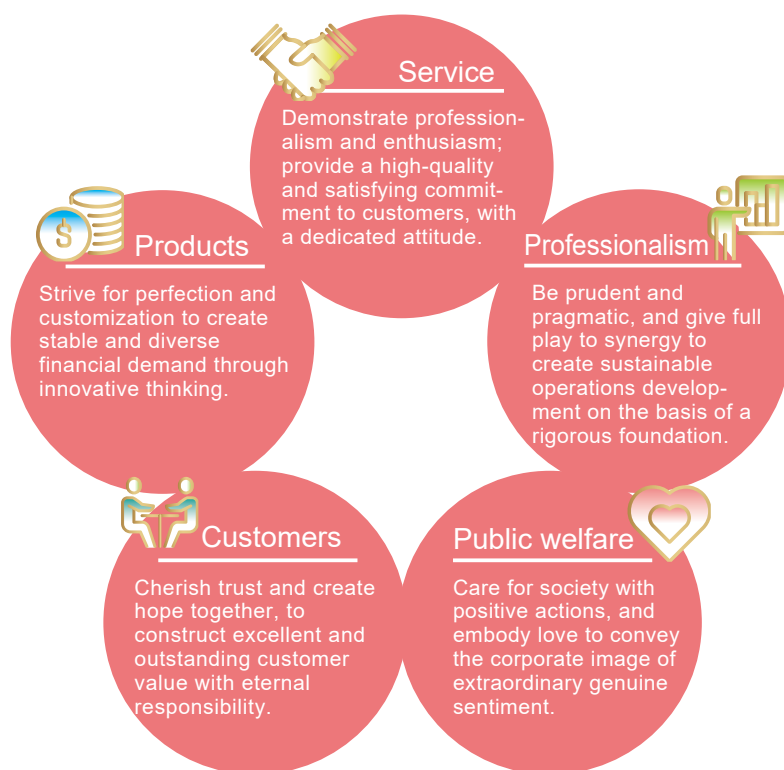 Service
Demonstrate profession-
alism and enthusiasm;
provide a high-quality
and satisfying commit-
ment to customers, with
a dedicated attitude.
Products
Strive for perfection and
customization to create
stable and diverse
financial demand through
innovative thinking.
Professionalism
Be prudent and
pragmatic, and give full
play to synergy to
create sustainable
operations develop-
ment on the basis of a
rigorous foundation.
Customers
Cherish trust and create
hope together, to
construct excellent and
outstanding customer
value with eternal
responsibility.
Public welfare
Care for society with
positive actions, and
embody love to convey
the corporate image of
extraordinary genuine
sentiment.
$